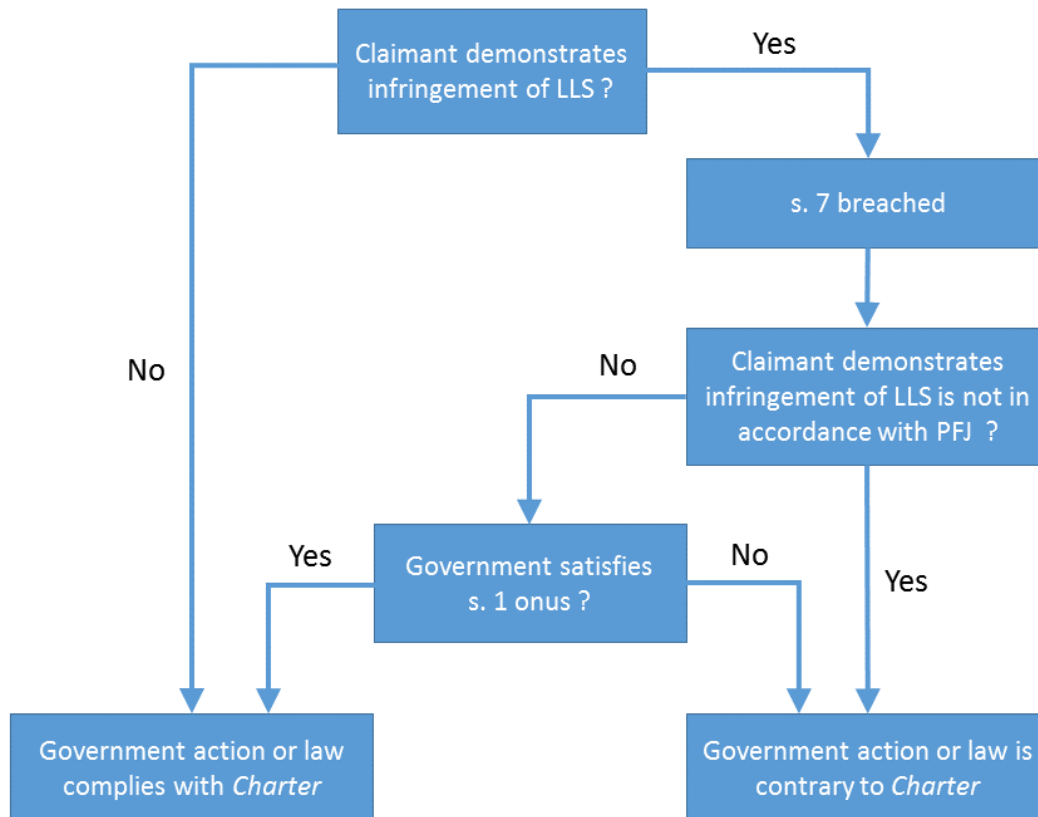 Claimant demonstrates
infringement of LLS ?
Yes
s. 7 breached
No
No
Claimant demonstrates
infringement of LLS is not in
accordance with PFJ ?
Yes
Government satisfies
s. 1 onus ?
No
Yes
Government action or law
complies with Charter
Government action or law is
contrary to Charter